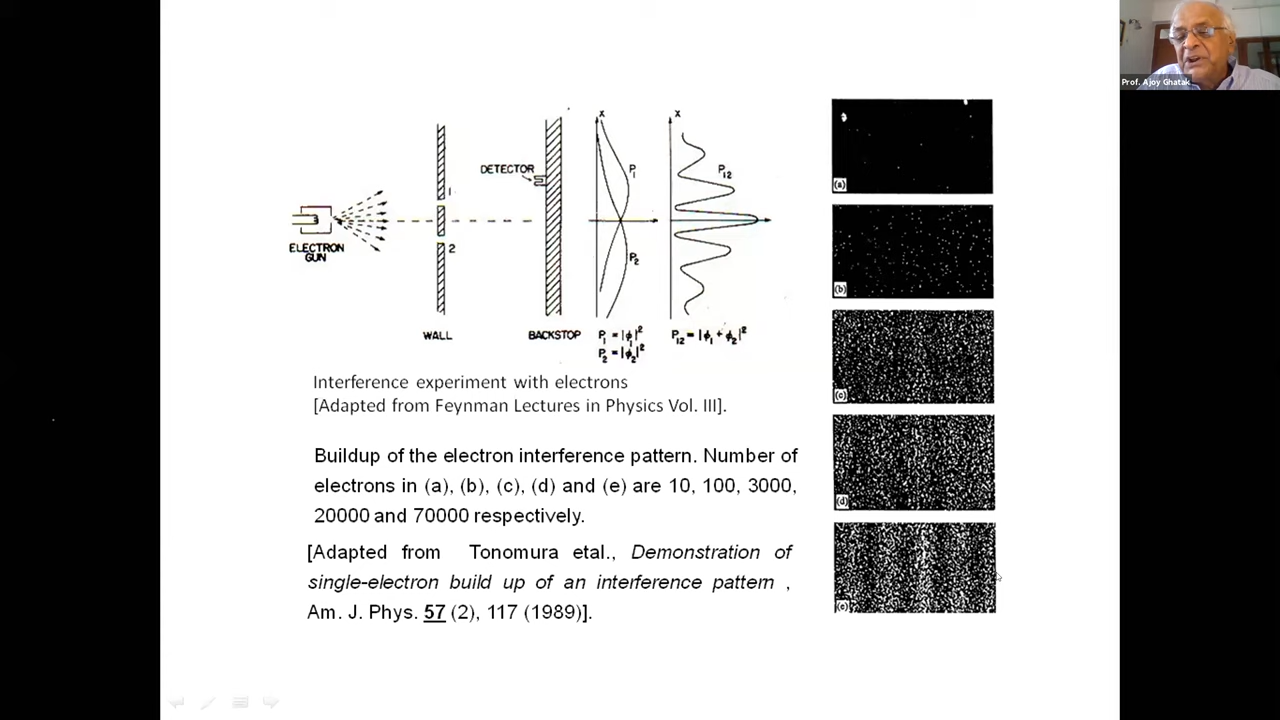 Prof. Ajoy Ghatak
x
x
DETECTOR
P₁
P₁₂
(a)
1
ELECTRON
GUN
2
P₂
(b)
WALL
BACKSTOP
P₁ = |ϕ₁|²
P₂ = |ϕ₂|²
P₁₂ = |ϕ₁ + ϕ₂|²
(c)
Interference experiment with electrons
[Adapted from Feynman Lectures in Physics Vol. III].
Buildup of the electron interference pattern. Number of
electrons in (a), (b), (c), (d) and (e) are 10, 100, 3000,
20000 and 70000 respectively.
(d)
[Adapted from Tonomura etal., Demonstration of
single-electron build up of an interference pattern ,
Am. J. Phys. 57 (2), 117 (1989)].
(e)